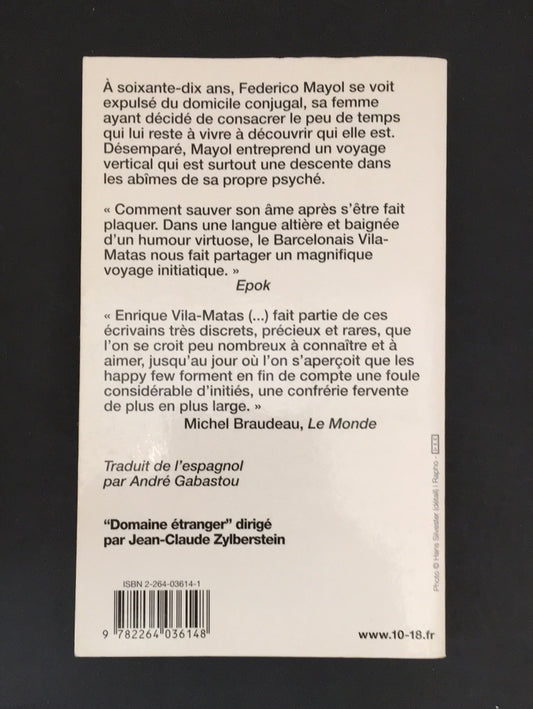 À soixante-dix ans, Federico Mayol se voit
expulsé du domicile conjugal, sa femme
ayant décidé de consacrer le peu de temps
qui lui reste à vivre à découvrir qui elle est.
Désemparé, Mayol entreprend un voyage
vertical qui est surtout une descente dans
les abîmes de sa propre psyché.
« Comment sauver son âme après s'être fait
plaquer. Dans une langue altière et baignée
d'un humour virtuose, le Barcelonais Vila-
Matas nous fait partager un magnifique
voyage initiatique. »
Epok
« Enrique Vila-Matas (...) fait partie de ces
écrivains très discrets, précieux et rares, que
l'on se croit peu nombreux à connaître et à
aimer, jusqu'au jour où l'on s'aperçoit que les
happy few forment en fin de compte une foule
considérable d'initiés, une confrérie fervente
de plus en plus large. »
Michel Braudeau, Le Monde
Traduit de l'espagnol
par André Gabastou
"Domaine étranger" dirigé
par Jean-Claude Zylberstein
ISBN 2-264-03614-1
9 782264 036148
www.10-18.fr
Photo © Hans Silvester (détail) / Rapho -